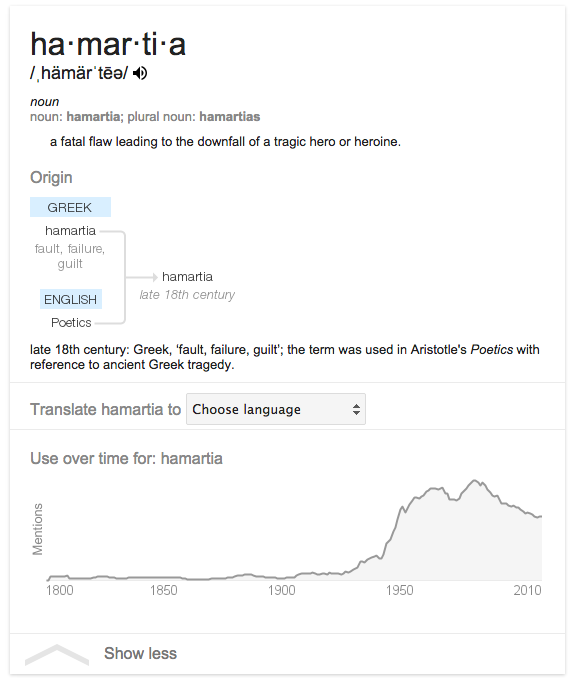 ha·mar·ti·a
/ˌhämärˈtēə/
noun
noun: hamartia; plural noun: hamartias
a fatal flaw leading to the downfall of a tragic hero or heroine.
Origin
GREEK
hamartia
fault, failure,
guilt
ENGLISH
Poetics
hamartia
late 18th century
late 18th century: Greek, ‘fault, failure, guilt’; the term was used in Aristotle's Poetics with
reference to ancient Greek tragedy.
Translate hamartia to Choose language
Use over time for: hamartia
Mentions
1800 1850 1900 1950 2010
Show less